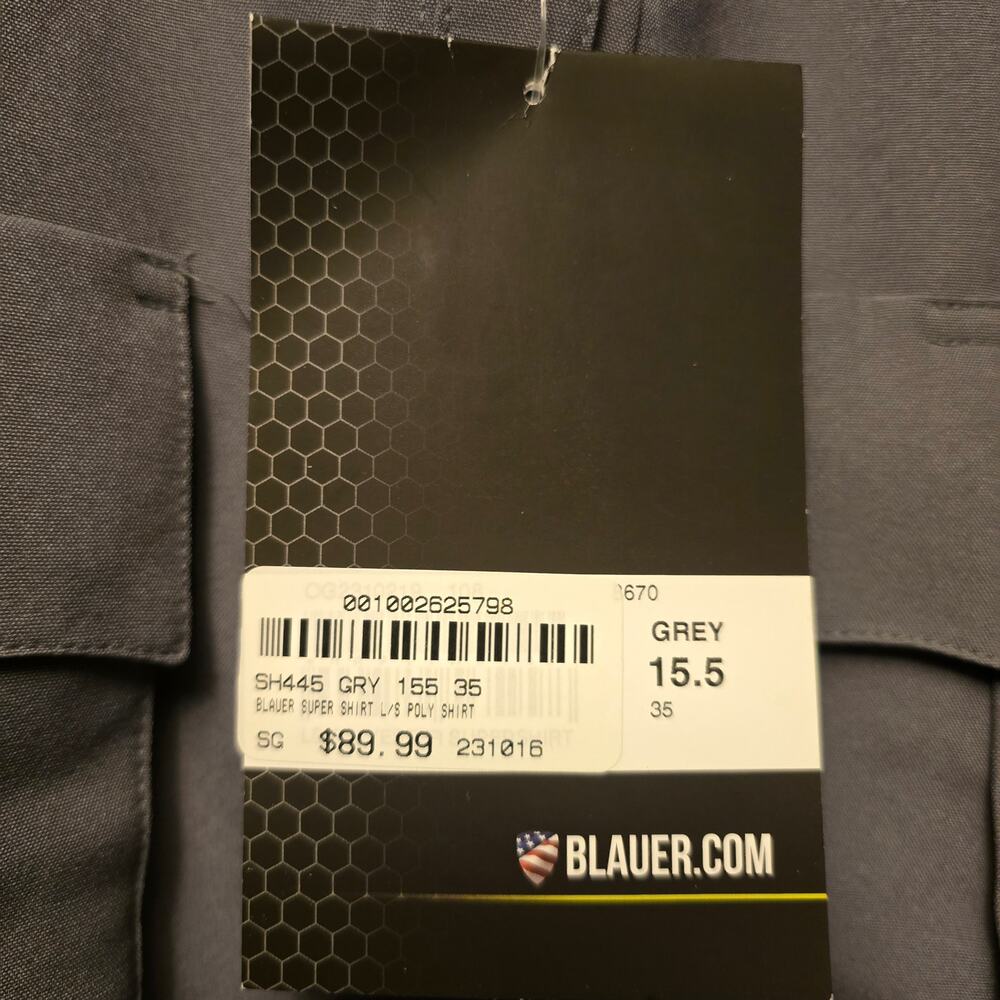 001002625798
SH445 GRY 155 35
BLAUER SUPER SHIRT L/S POLY SHIRT
SG $89.99 231016
8670
GREY
15.5
35
BLAUER.COM